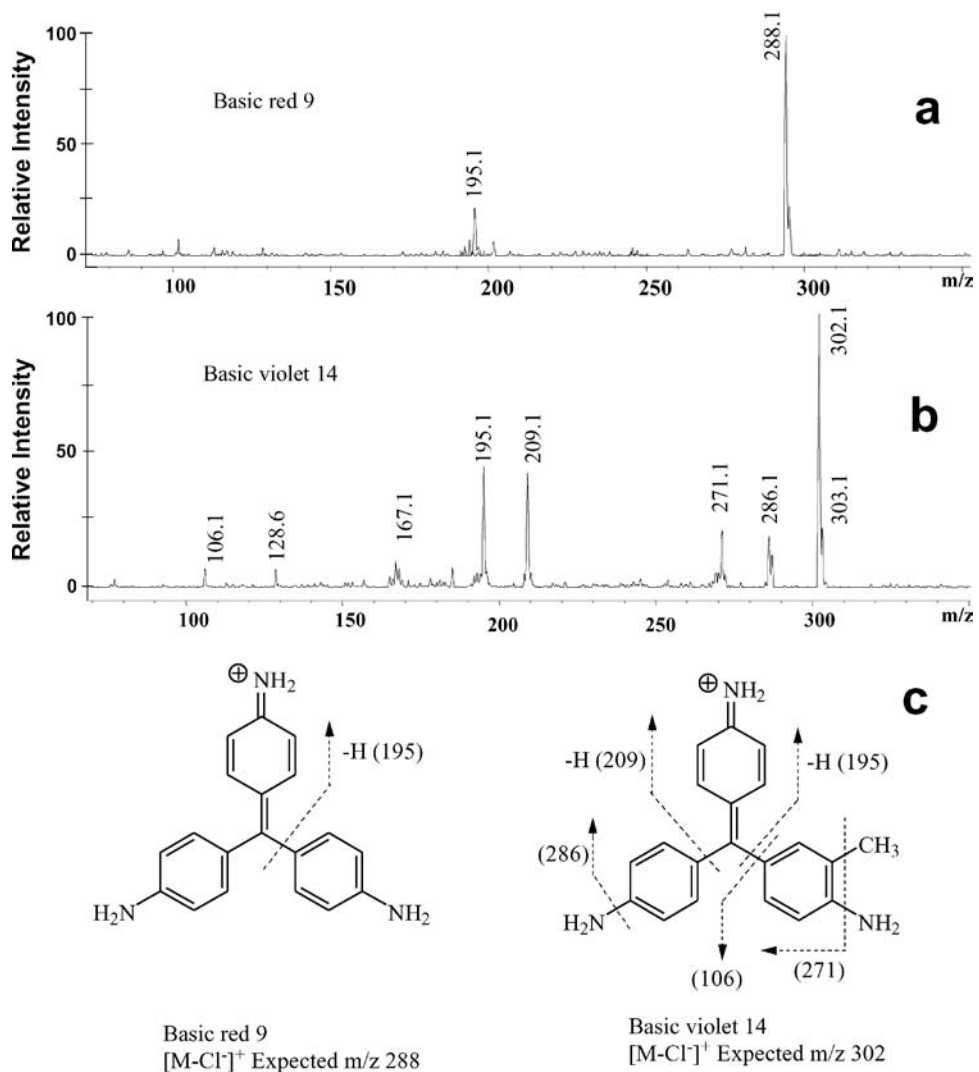 100
50
0
Relative Intensity
Basic red 9
195.1
288.1
a
100
200
300
m/z
100
50
0
Relative Intensity
Basic violet 14
106.1
128.6
167.1
195.1
209.1
271.1
286.1
302.1
303.1
b
100
150
200
250
300
m/z
c
⊕NH₂
-H (195)
H₂N
NH₂
Basic red 9
[M-Cl⁻]⁺ Expected m/z 288
⊕NH₂
-H (209)
-H (195)
(286)
CH₃
H₂N
NH₂
(106)
(271)
Basic violet 14
[M-Cl⁻]⁺ Expected m/z 302